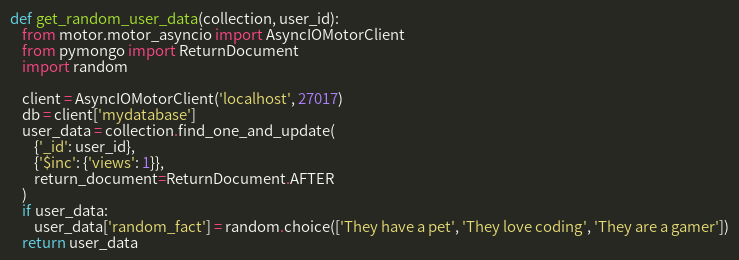 def get_random_user_data(collection, user_id):
    from motor.motor_asyncio import AsyncIOMotorClient
    from pymongo import ReturnDocument
    import random

    client = AsyncIOMotorClient('localhost', 27017)
    db = client['mydatabase']
    user_data = collection.find_one_and_update(
        {'_id': user_id},
        {'$inc': {'views': 1}},
        return_document=ReturnDocument.AFTER
    )
    if user_data:
        user_data['random_fact'] = random.choice(['They have a pet', 'They love coding', 'They are a gamer'])
    return user_data